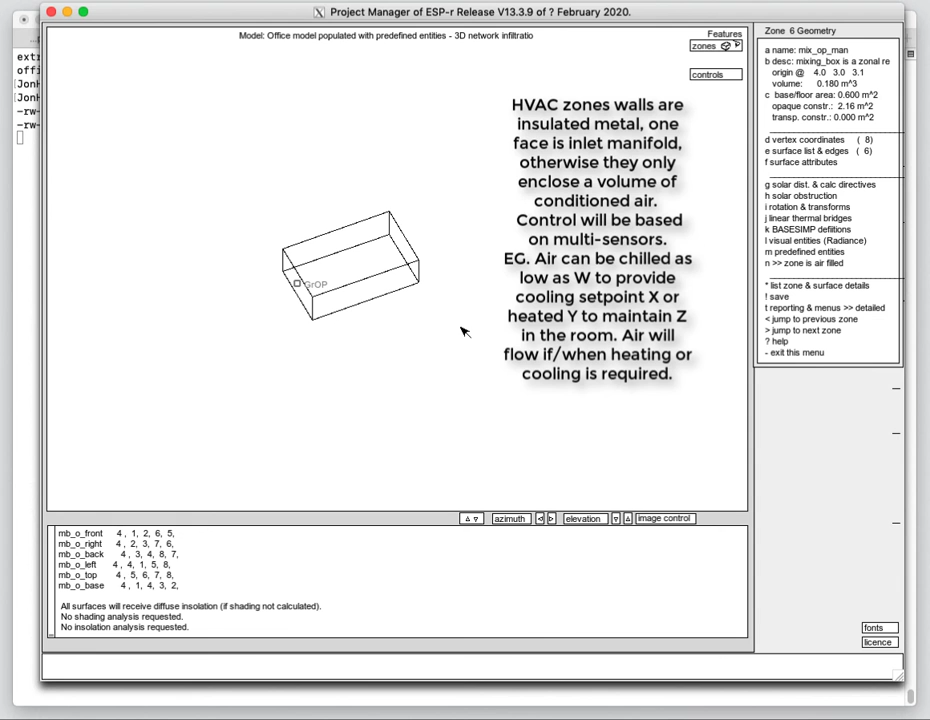 Project Manager of ESP-r Release V13.3.9 of ? February 2020.
extr
offi
[JonH
[JonH
-rw-
-rw-
Model: Office model populated with predefined entities - 3D network infiltratio
Features
zones
controls
HVAC zones walls are
insulated metal, one
face is inlet manifold,
otherwise they only
enclose a volume of
conditioned air.
Control will be based
on multi-sensors.
EG. Air can be chilled as
low as W to provide
cooling setpoint X or
heated Y to maintain Z
in the room. Air will
flow if/when heating or
cooling is required.
GrOP
azimuth
elevation
image control
mb_o_front 4 , 1, 2, 6, 5,
mb_o_right 4 , 2, 3, 7, 6,
mb_o_back 4 , 3, 4, 8, 7,
mb_o_left 4 , 4, 1, 5, 8,
mb_o_top 4 , 5, 6, 7, 8,
mb_o_base 4 , 1, 4, 3, 2,
All surfaces will receive diffuse insolation (if shading not calculated).
No shading analysis requested.
No insolation analysis requested.
Zone 6 Geometry
a name: mix_op_man
b desc: mixing_box is a zonal re
origin @ 4.0 3.0 3.1
volume: 0.180 m^3
c base/floor area: 0.600 m^2
opaque constr.: 2.16 m^2
transp. constr.: 0.000 m^2
d vertex coordinates ( 8)
e surface list & edges ( 6)
f surface attributes
g solar dist. & calc directives
h solar obstruction
i rotation & transforms
j linear thermal bridges
k BASESIMP defiitions
l visual entities (Radiance)
m predefined entities
n >> zone is air filled
* list zone & surface details
! save
t reporting & menus >> detailed
< jump to previous zone
> jump to next zone
? help
- exit this menu
fonts
licence